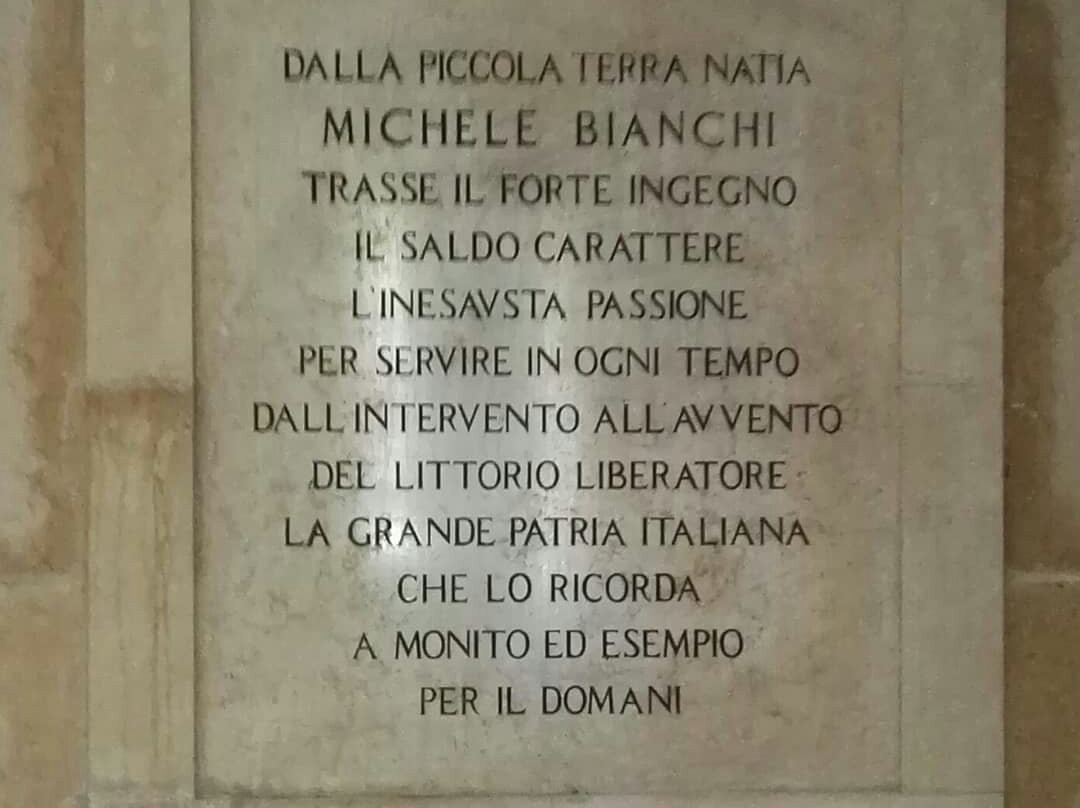 DALLA PICCOLA TERRA NATIA
MICHELE BIANCHI
TRASSE IL FORTE INGEGNO
IL SALDO CARATTERE
L'INESAVSTA PASSIONE
PER SERVIRE IN OGNI TEMPO
DALL'INTERVENTO ALL'AVVENTO
DEL LITTORIO LIBERATORE
LA GRANDE PATRIA ITALIANA
CHE LO RICORDA
A MONITO ED ESEMPIO
PER IL DOMANI